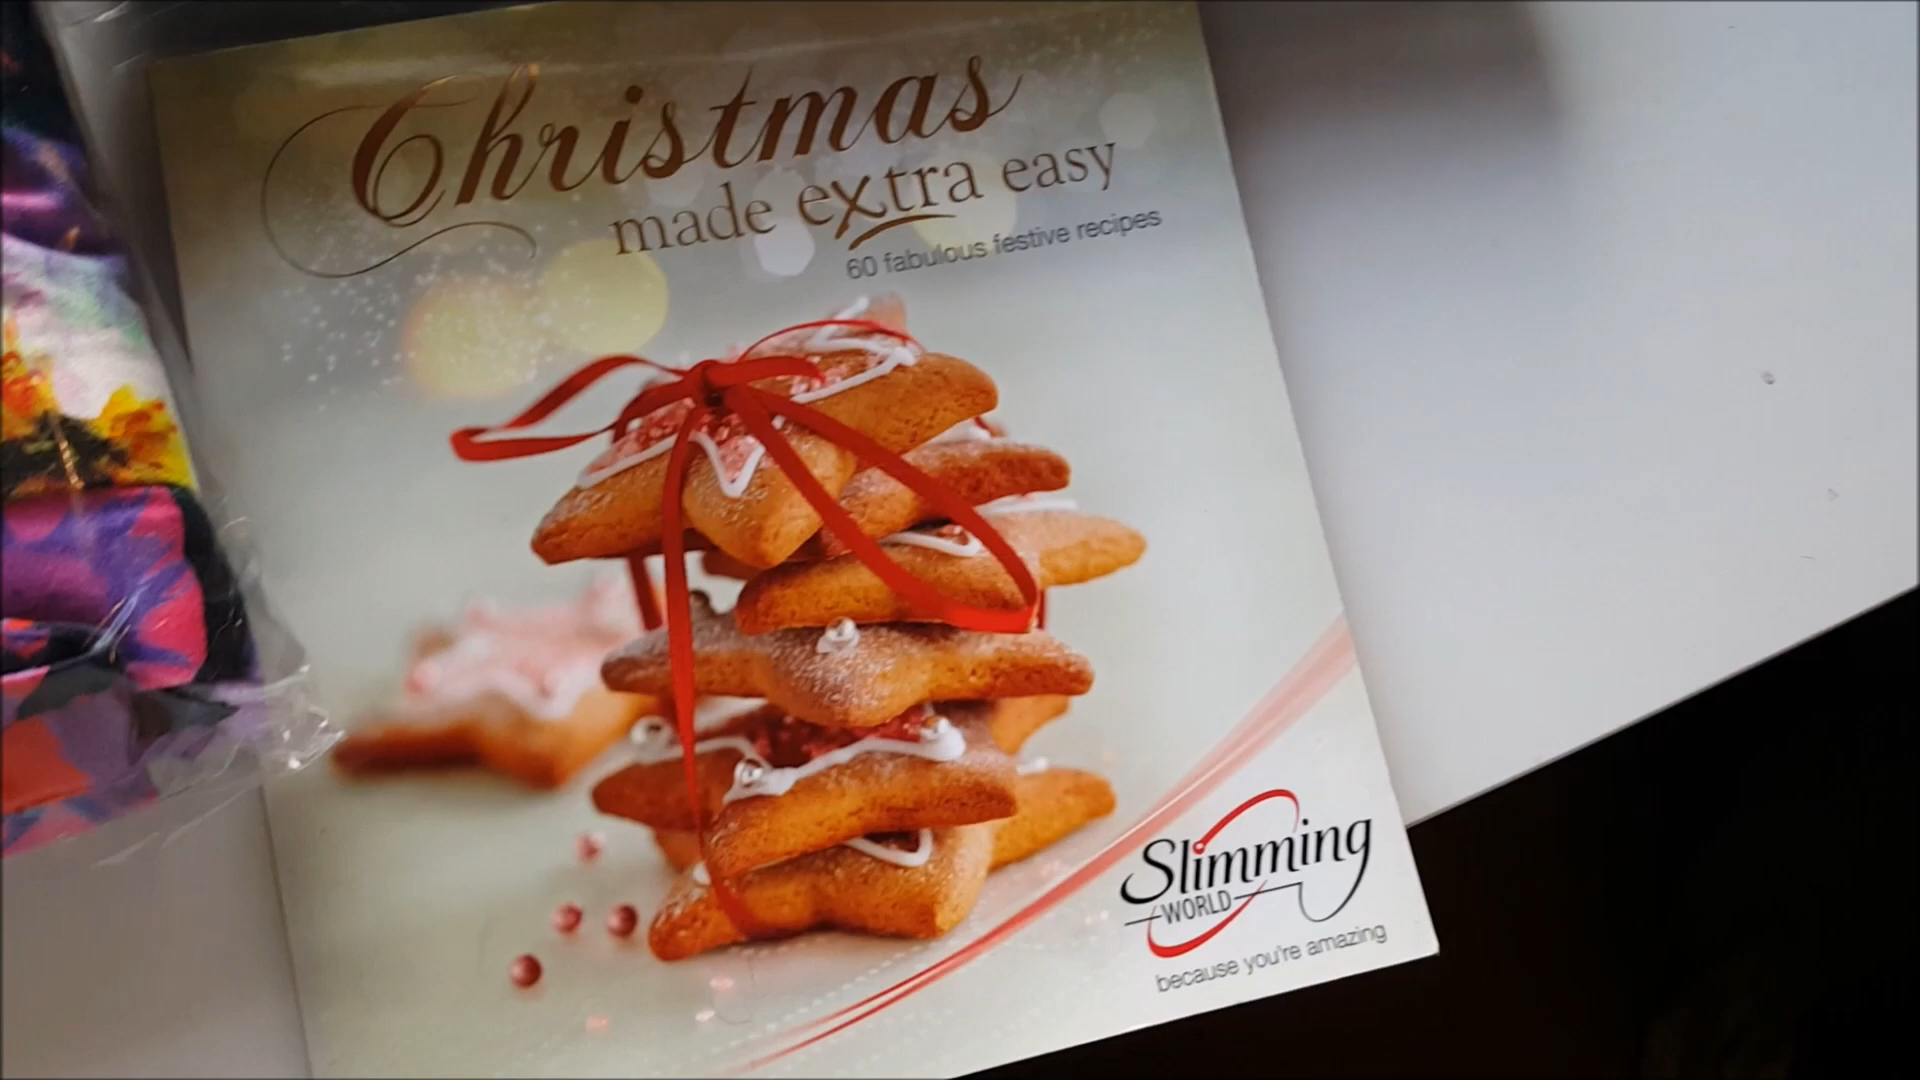 Christmas
made extra easy
60 fabulous festive recipes
Slimming
WORLD
because you're amazing